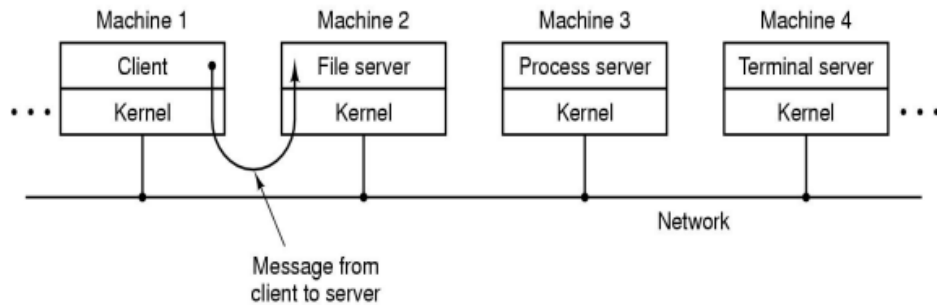 Machine 1
Machine 2
Machine 3
Machine 4
Client
File server
Process server
Terminal server
• • •
Kernel
Kernel
Kernel
Kernel
• • •
Network
Message from
client to server